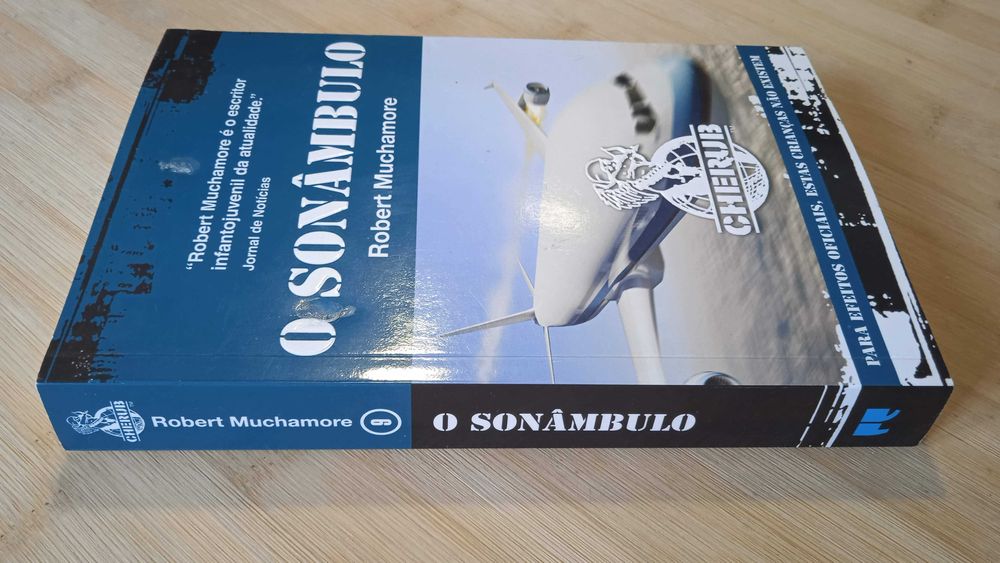 "Robert Muchamore é o escritor
infantojuvenil da atualidade."
Jornal de Notícias
O SONÂMBULO
Robert Muchamore
CHERUB
PARA EFEITOS OFICIAIS, ESTAS CRIANÇAS NÃO EXISTEM
CHERUB
Robert Muchamore
9
O SONÂMBULO